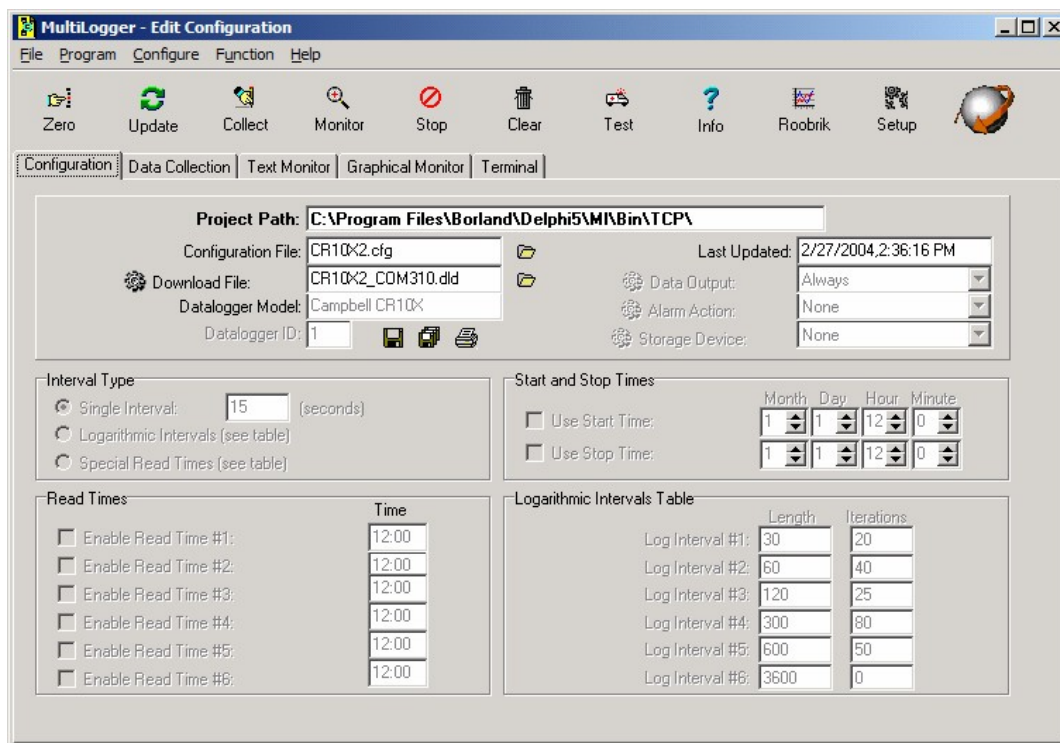 MultiLogger - Edit Configuration
File Program Configure Function Help
Zero Update Collect Monitor Stop Clear Test Info Roobrik Setup
Configuration Data Collection Text Monitor Graphical Monitor Terminal
Project Path: C:\Program Files\Borland\Delphi5\Ml\Bin\TCP\
Configuration File: CR10X2.cfg Last Updated: 2/27/2004,2:36:16 PM
Download File: CR10X2_COM310.dld Data Output: Always
Datalogger Model: Campbell CR10X Alarm Action: None
Datalogger ID: 1 Storage Device: None
Interval Type
Single Interval: 15 (seconds)
Logarithmic Intervals (see table)
Special Read Times (see table)
Start and Stop Times
Month Day Hour Minute
Use Start Time: 1 1 12 0
Use Stop Time: 1 1 12 0
Read Times
Time
Enable Read Time #1: 12:00
Enable Read Time #2: 12:00
Enable Read Time #3: 12:00
Enable Read Time #4: 12:00
Enable Read Time #5: 12:00
Enable Read Time #6: 12:00
Logarithmic Intervals Table
Length Iterations
Log Interval #1: 30 20
Log Interval #2: 60 40
Log Interval #3: 120 25
Log Interval #4: 300 80
Log Interval #5: 600 50
Log Interval #6: 3600 0